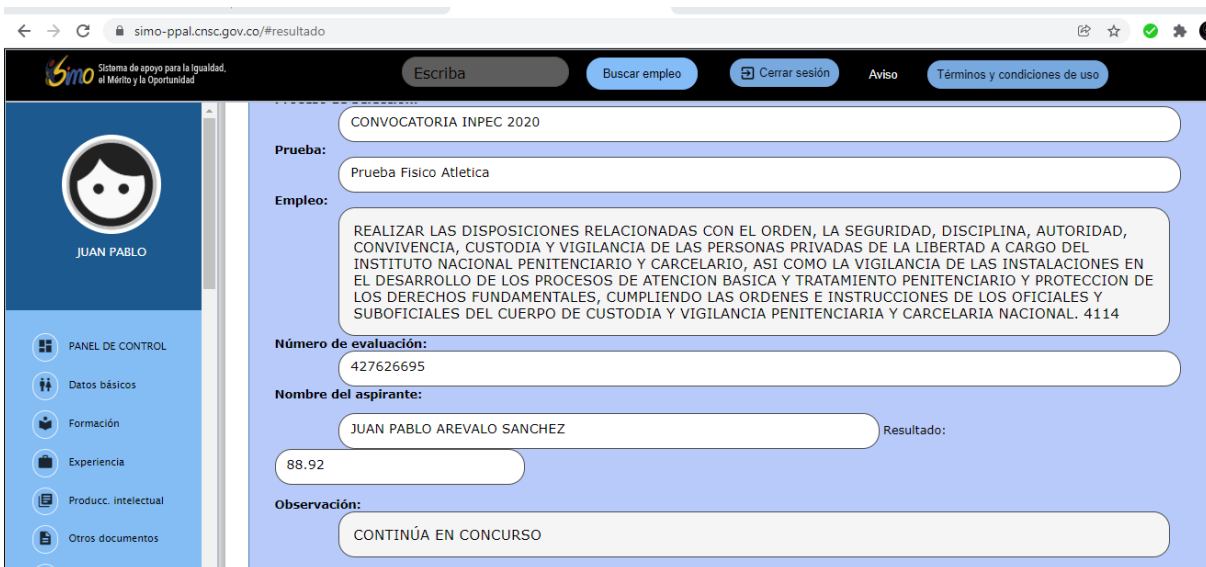 simo-ppal.cnsc.gov.co/#resultado
Simo Sistema de apoyo para la Igualdad,
el Mérito y la Oportunidad
Escriba
Buscar empleo
Cerrar sesión
Aviso
Términos y condiciones de uso
JUAN PABLO
PANEL DE CONTROL
Datos básicos
Formación
Experiencia
Producc. intelectual
Otros documentos
CONVOCATORIA INPEC 2020
Prueba:
Prueba Fisico Atletica
Empleo:
REALIZAR LAS DISPOSICIONES RELACIONADAS CON EL ORDEN, LA SEGURIDAD, DISCIPLINA, AUTORIDAD,
CONVIVENCIA, CUSTODIA Y VIGILANCIA DE LAS PERSONAS PRIVADAS DE LA LIBERTAD A CARGO DEL
INSTITUTO NACIONAL PENITENCIARIO Y CARCELARIO, ASI COMO LA VIGILANCIA DE LAS INSTALACIONES EN
EL DESARROLLO DE LOS PROCESOS DE ATENCION BASICA Y TRATAMIENTO PENITENCIARIO Y PROTECCION DE
LOS DERECHOS FUNDAMENTALES, CUMPLIENDO LAS ORDENES E INSTRUCCIONES DE LOS OFICIALES Y
SUBOFICIALES DEL CUERPO DE CUSTODIA Y VIGILANCIA PENITENCIARIA Y CARCELARIA NACIONAL. 4114
Número de evaluación:
427626695
Nombre del aspirante:
JUAN PABLO AREVALO SANCHEZ
Resultado:
88.92
Observación:
CONTINÚA EN CONCURSO